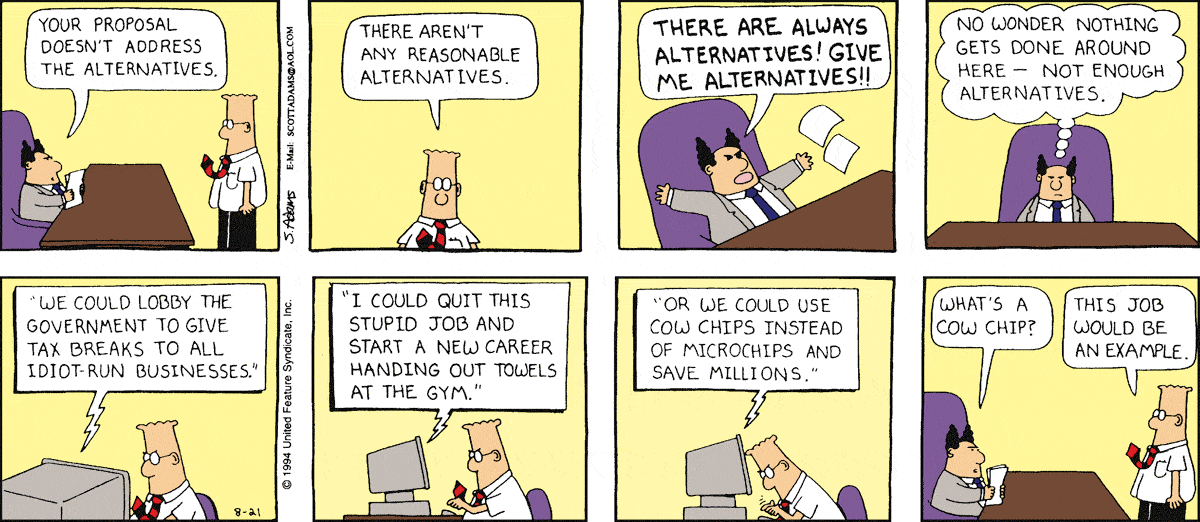 YOUR PROPOSAL
DOESN'T ADDRESS
THE ALTERNATIVES.
S. Adams
E-Mail: SCOTTADAMS@AOL.COM
THERE AREN'T
ANY REASONABLE
ALTERNATIVES.
THERE ARE ALWAYS
ALTERNATIVES! GIVE
ME ALTERNATIVES!!
NO WONDER NOTHING
GETS DONE AROUND
HERE — NOT ENOUGH
ALTERNATIVES.
"WE COULD LOBBY THE
GOVERNMENT TO GIVE
TAX BREAKS TO ALL
IDIOT-RUN BUSINESSES."
8-21
© 1994 United Feature Syndicate, Inc.
"I COULD QUIT THIS
STUPID JOB AND
START A NEW CAREER
HANDING OUT TOWELS
AT THE GYM."
"OR WE COULD USE
COW CHIPS INSTEAD
OF MICROCHIPS AND
SAVE MILLIONS."
WHAT'S A
COW CHIP?
THIS JOB
WOULD BE
AN EXAMPLE.